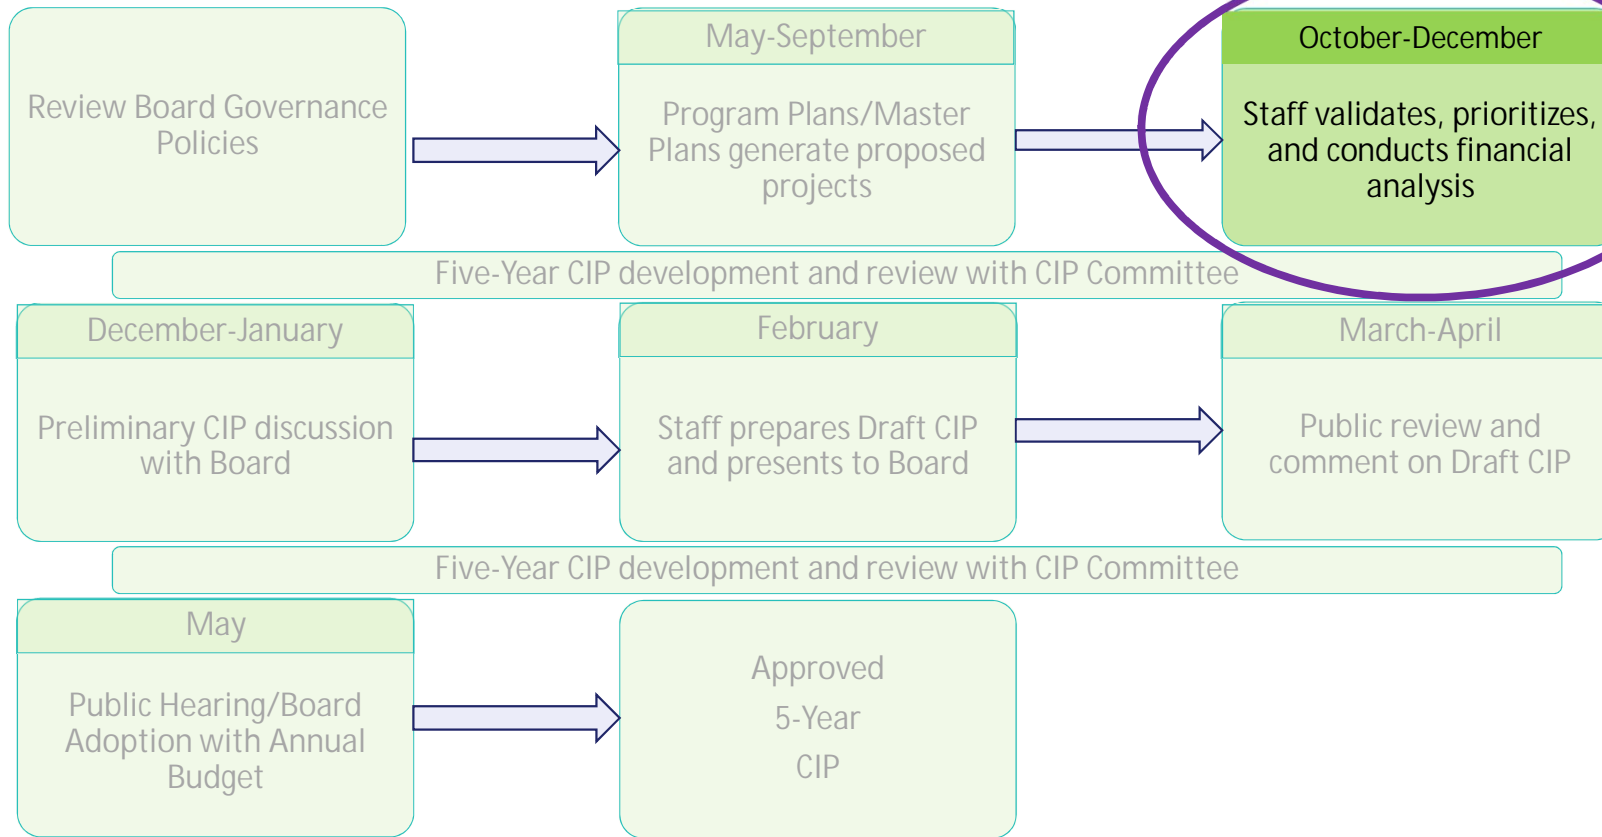 Review Board Governance
Policies
May-September
Program Plans/Master
Plans generate proposed
projects
October-December
Staff validates, prioritizes,
and conducts financial
analysis
Five-Year CIP development and review with CIP Committee
December-January
Preliminary CIP discussion
with Board
February
Staff prepares Draft CIP
and presents to Board
March-April
Public review and
comment on Draft CIP
Five-Year CIP development and review with CIP Committee
May
Public Hearing/Board
Adoption with Annual
Budget
Approved
5-Year
CIP